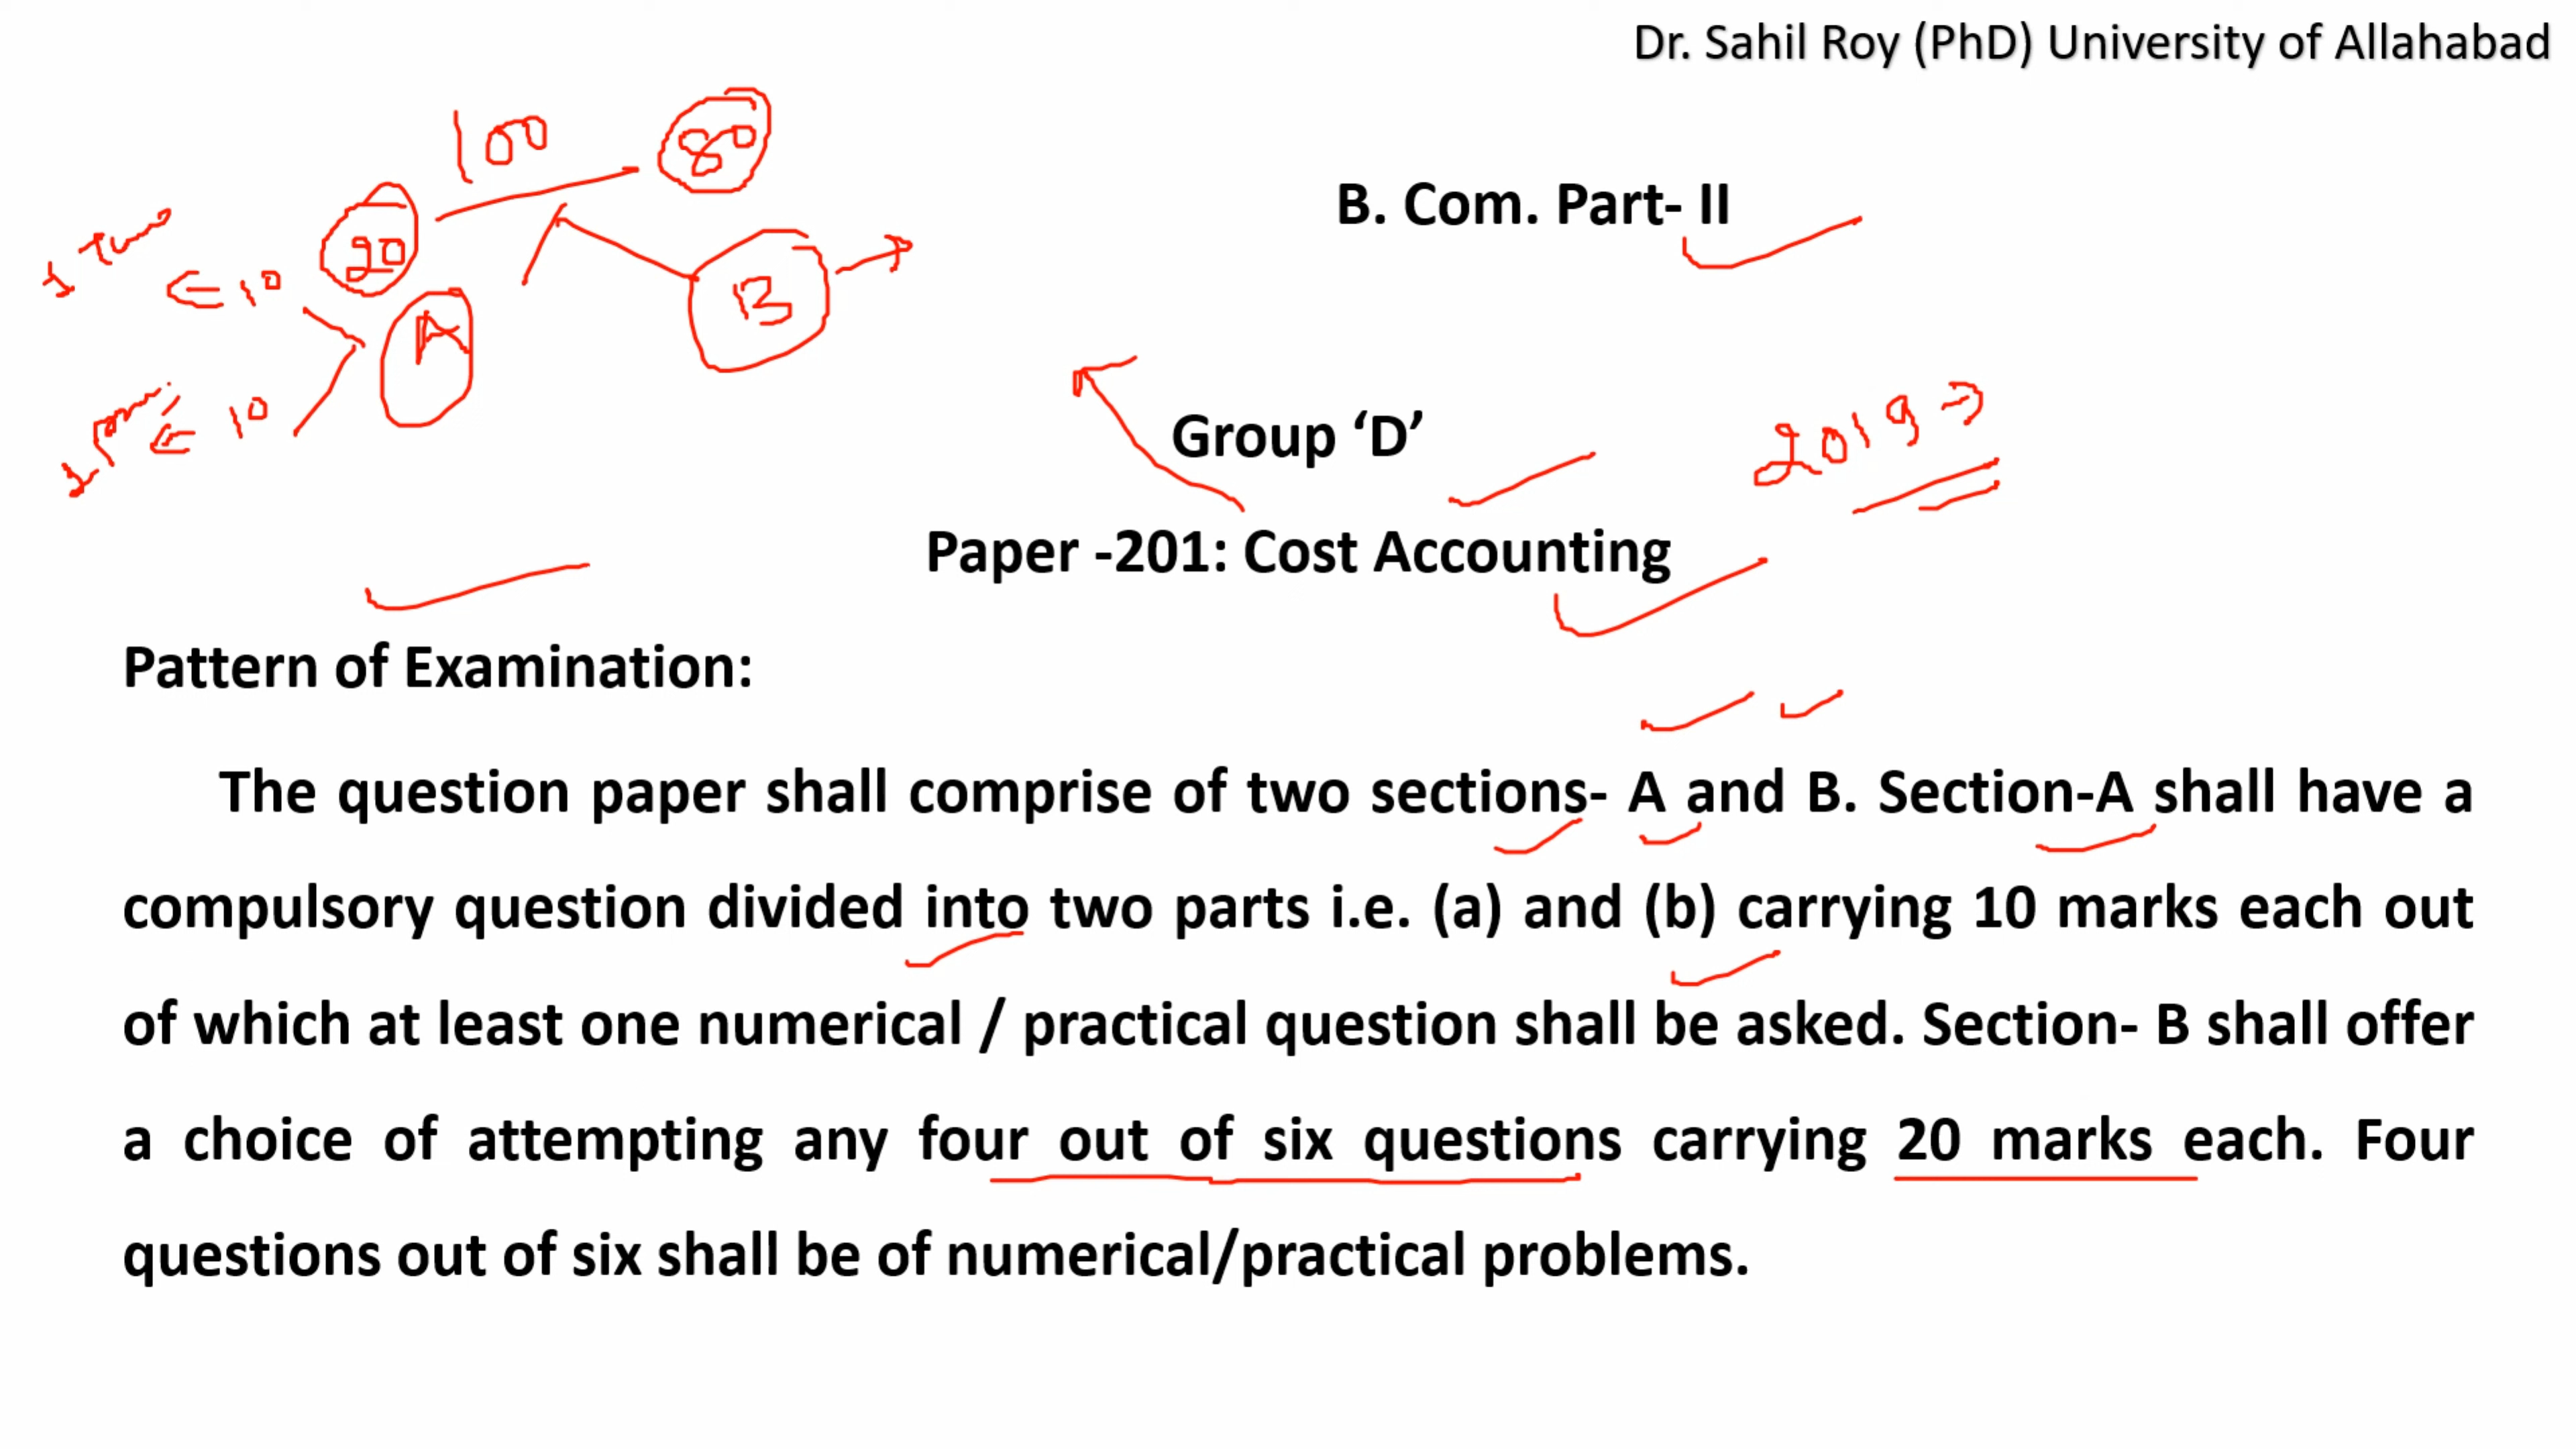 Dr. Sahil Roy (PhD) University of Allahabad
100
80
20
B. Com. Part- II
10
A
B
10
Group ‘D’
2019
Paper -201: Cost Accounting
Pattern of Examination:
The question paper shall comprise of two sections- A and B. Section-A shall have a
compulsory question divided into two parts i.e. (a) and (b) carrying 10 marks each out
of which at least one numerical / practical question shall be asked. Section- B shall offer
a choice of attempting any four out of six questions carrying 20 marks each. Four
questions out of six shall be of numerical/practical problems.